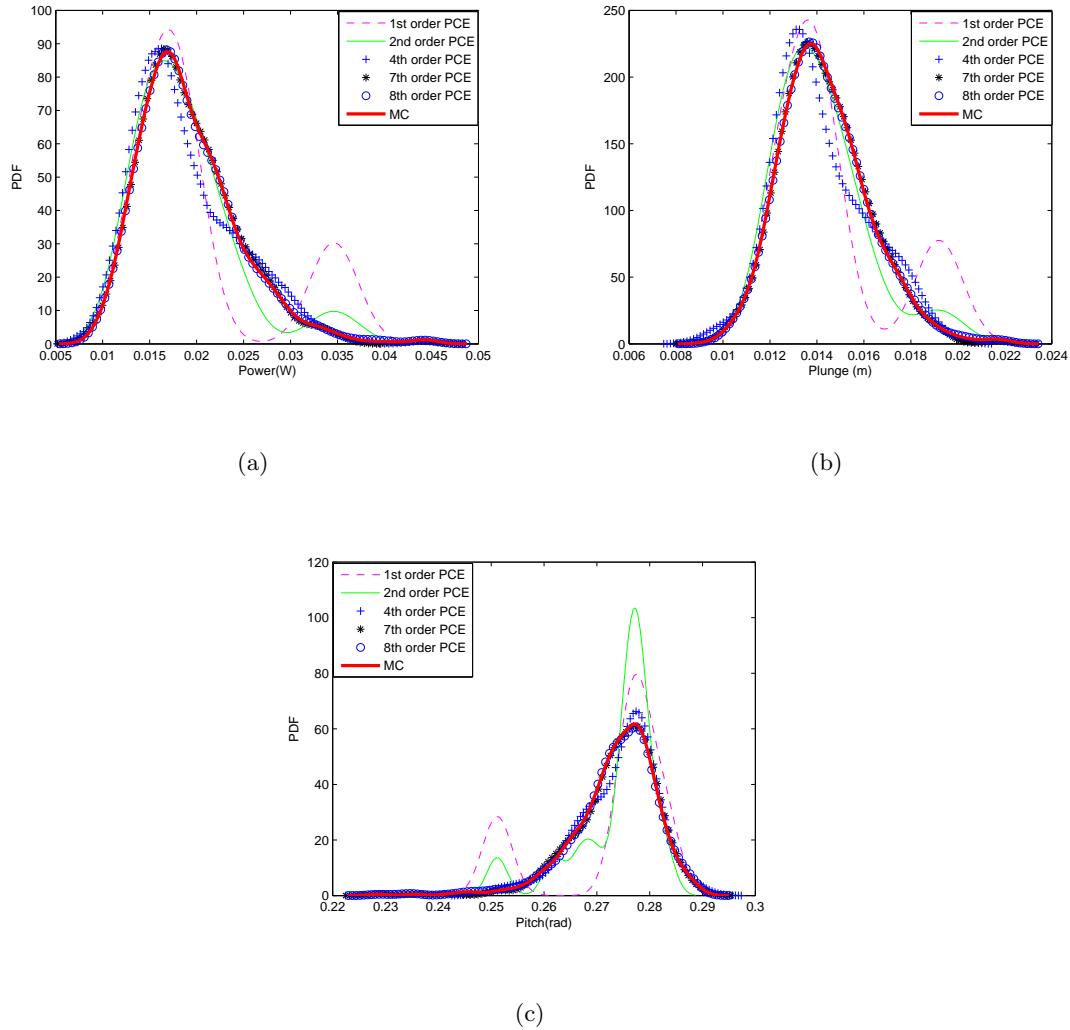 100
90
80
70
60
50
40
30
20
10
0
PDF
0.005 0.01 0.015 0.02 0.025 0.03 0.035 0.04 0.045 0.05
Power(W)
1st order PCE
2nd order PCE
4th order PCE
7th order PCE
8th order PCE
MC
(a)
250
200
150
100
50
0
PDF
0.006 0.008 0.01 0.012 0.014 0.016 0.018 0.02 0.022 0.024
Plunge (m)
1st order PCE
2nd order PCE
4th order PCE
7th order PCE
8th order PCE
MC
(b)
120
100
80
60
40
20
0
PDF
0.22 0.23 0.24 0.25 0.26 0.27 0.28 0.29 0.3
Pitch(rad)
1st order PCE
2nd order PCE
4th order PCE
7th order PCE
8th order PCE
MC
(c)